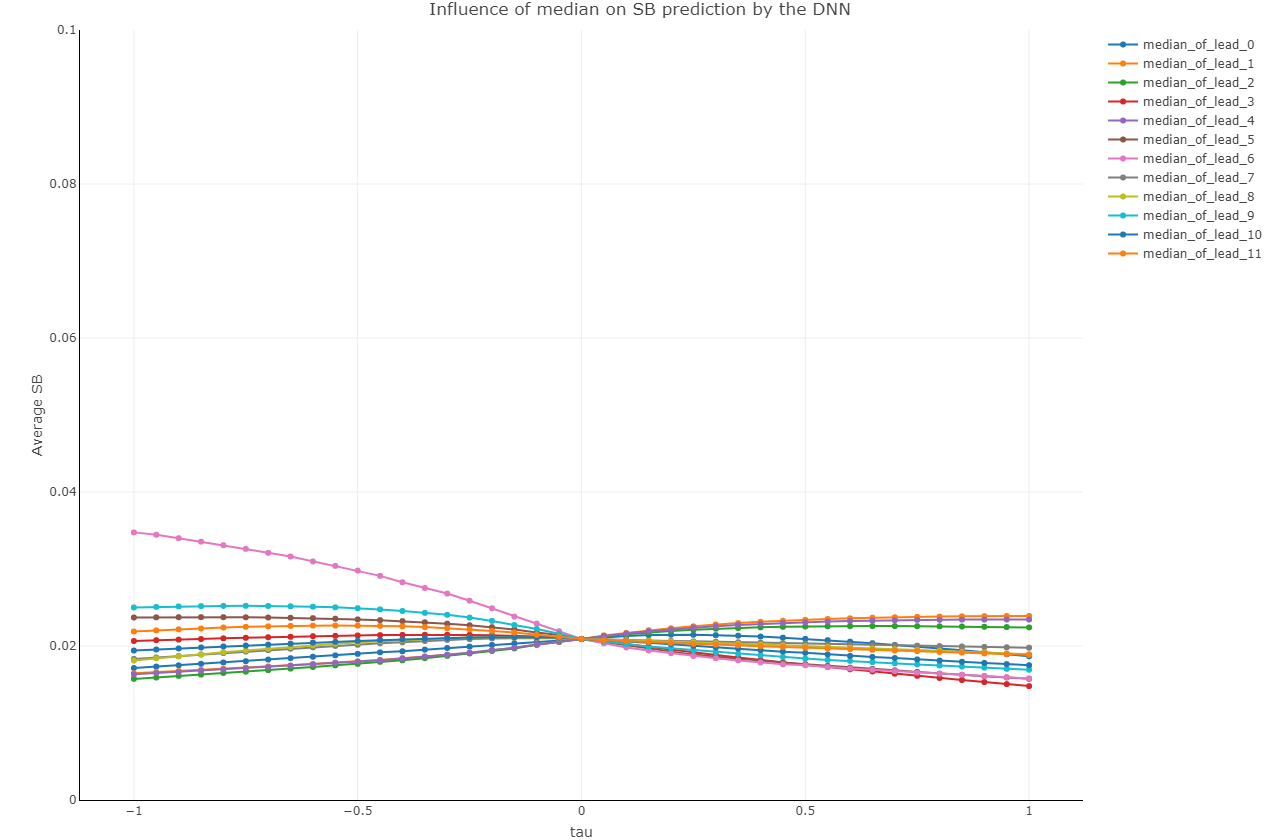 Influence of median on SB prediction by the DNN
0.1
0.08
0.06
0.04
0.02
0
Average SB
−1
−0.5
0
0.5
1
tau
median_of_lead_0
median_of_lead_1
median_of_lead_2
median_of_lead_3
median_of_lead_4
median_of_lead_5
median_of_lead_6
median_of_lead_7
median_of_lead_8
median_of_lead_9
median_of_lead_10
median_of_lead_11